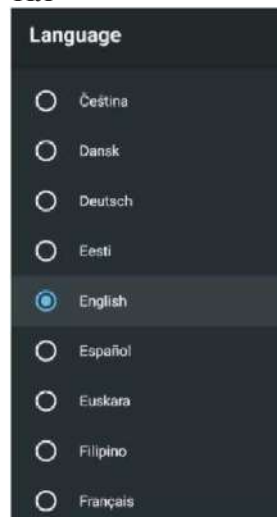 Language
Čeština
Dansk
Deutsch
Eesti
English
Español
Euskara
Filipino
Français